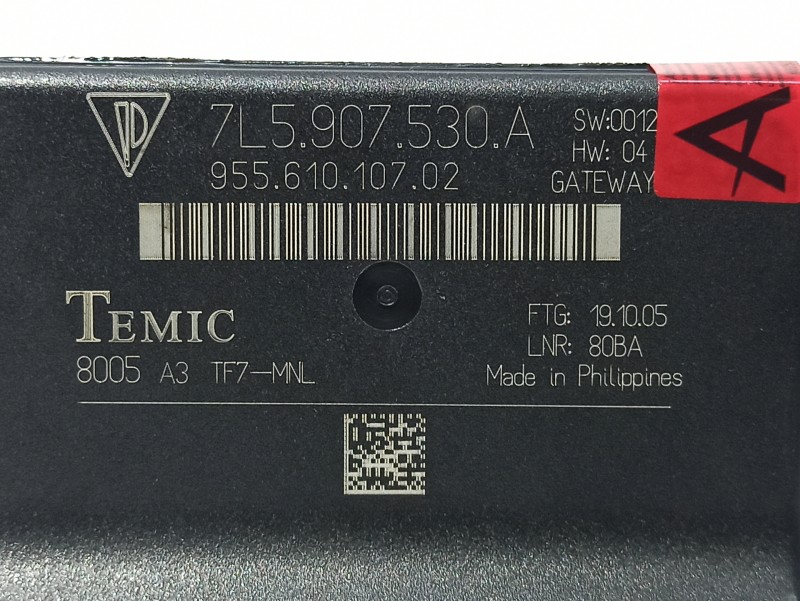 7L5.907.530.A
955.610.107.02
SW:0012
HW: 04
GATEWAY
A
TEMIC
8005 A3 TF7-MNL
FTG: 19.10.05
LNR: 80BA
Made in Philippines